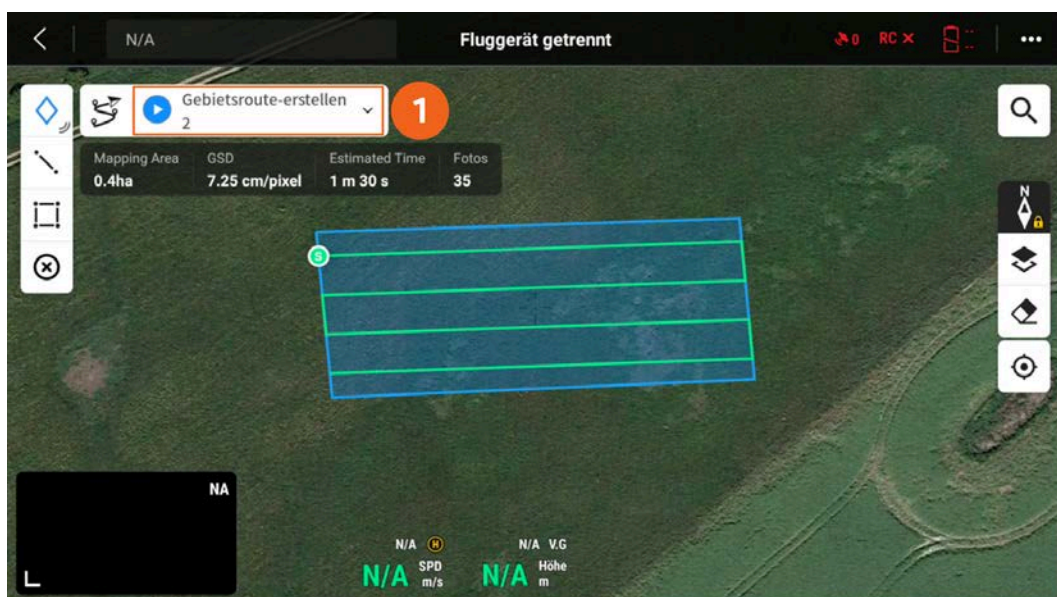 N/A
Fluggerät getrennt
0 RC
Gebietsroute-erstellen
2
1
Mapping Area GSD Estimated Time Fotos
0.4ha 7.25 cm/pixel 1 m 30 s 35
S
N
NA
N/A H N/A V.G
N/A SPD m/s N/A Höhe m